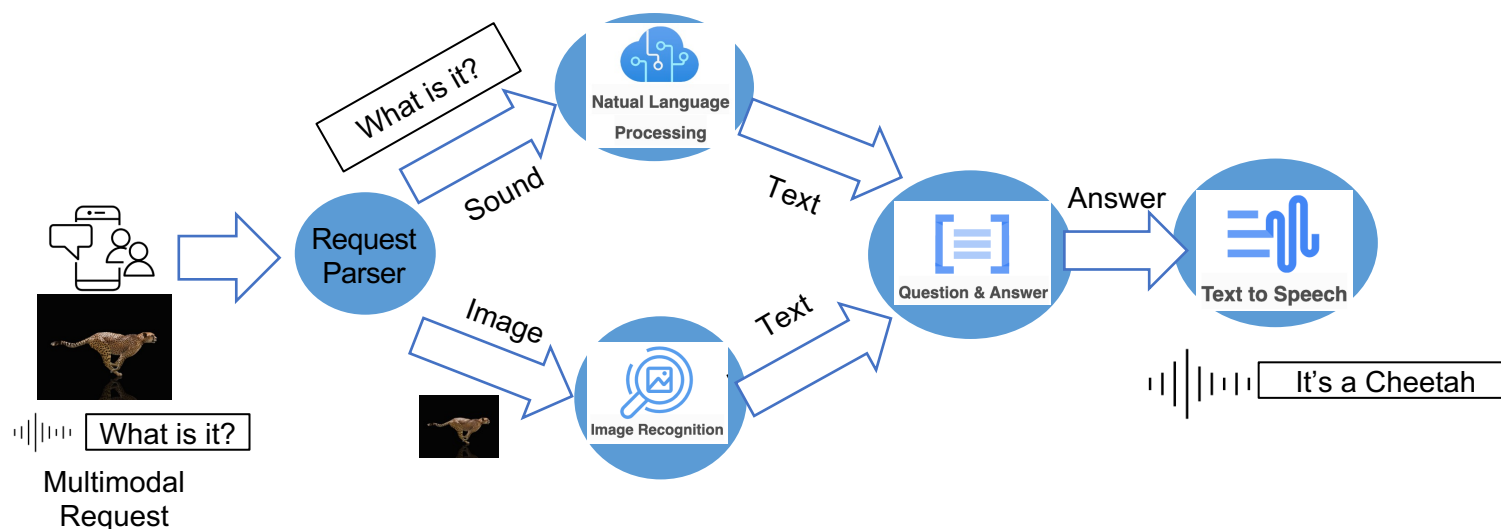 What is it?
Natual Language
Processing
Sound
Text
Request
Parser
Answer
Question & Answer
Text to Speech
Image
Text
Image Recognition
It's a Cheetah
What is it?
Multimodal
Request